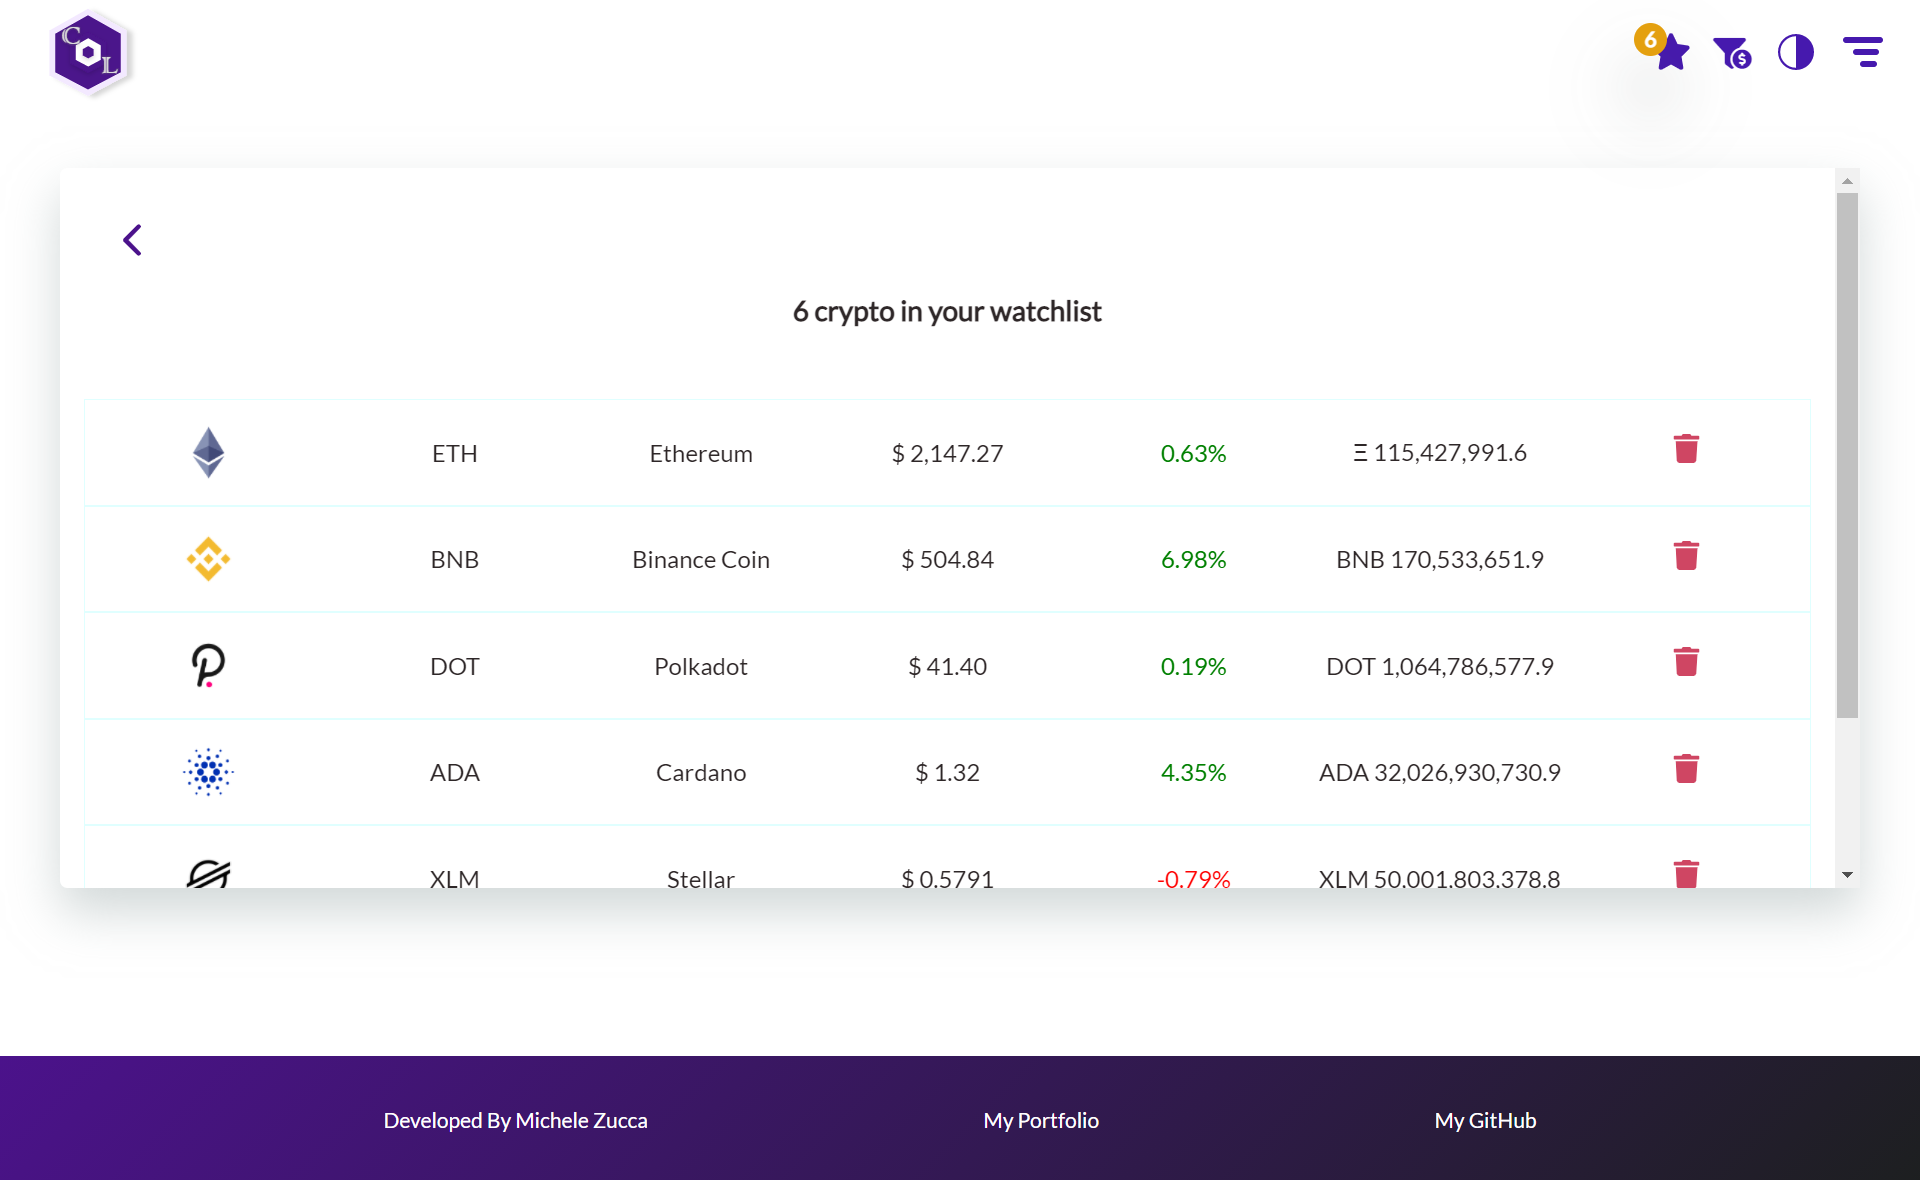 C
L
6
$
6 crypto in your watchlist
ETH Ethereum $ 2,147.27 0.63% Ξ 115,427,991.6
BNB Binance Coin $ 504.84 6.98% BNB 170,533,651.9
DOT Polkadot $ 41.40 0.19% DOT 1,064,786,577.9
ADA Cardano $ 1.32 4.35% ADA 32,026,930,730.9
XLM Stellar $ 0.5791 -0.79% XLM 50,001,803,378.8
Developed By Michele Zucca My Portfolio My GitHub